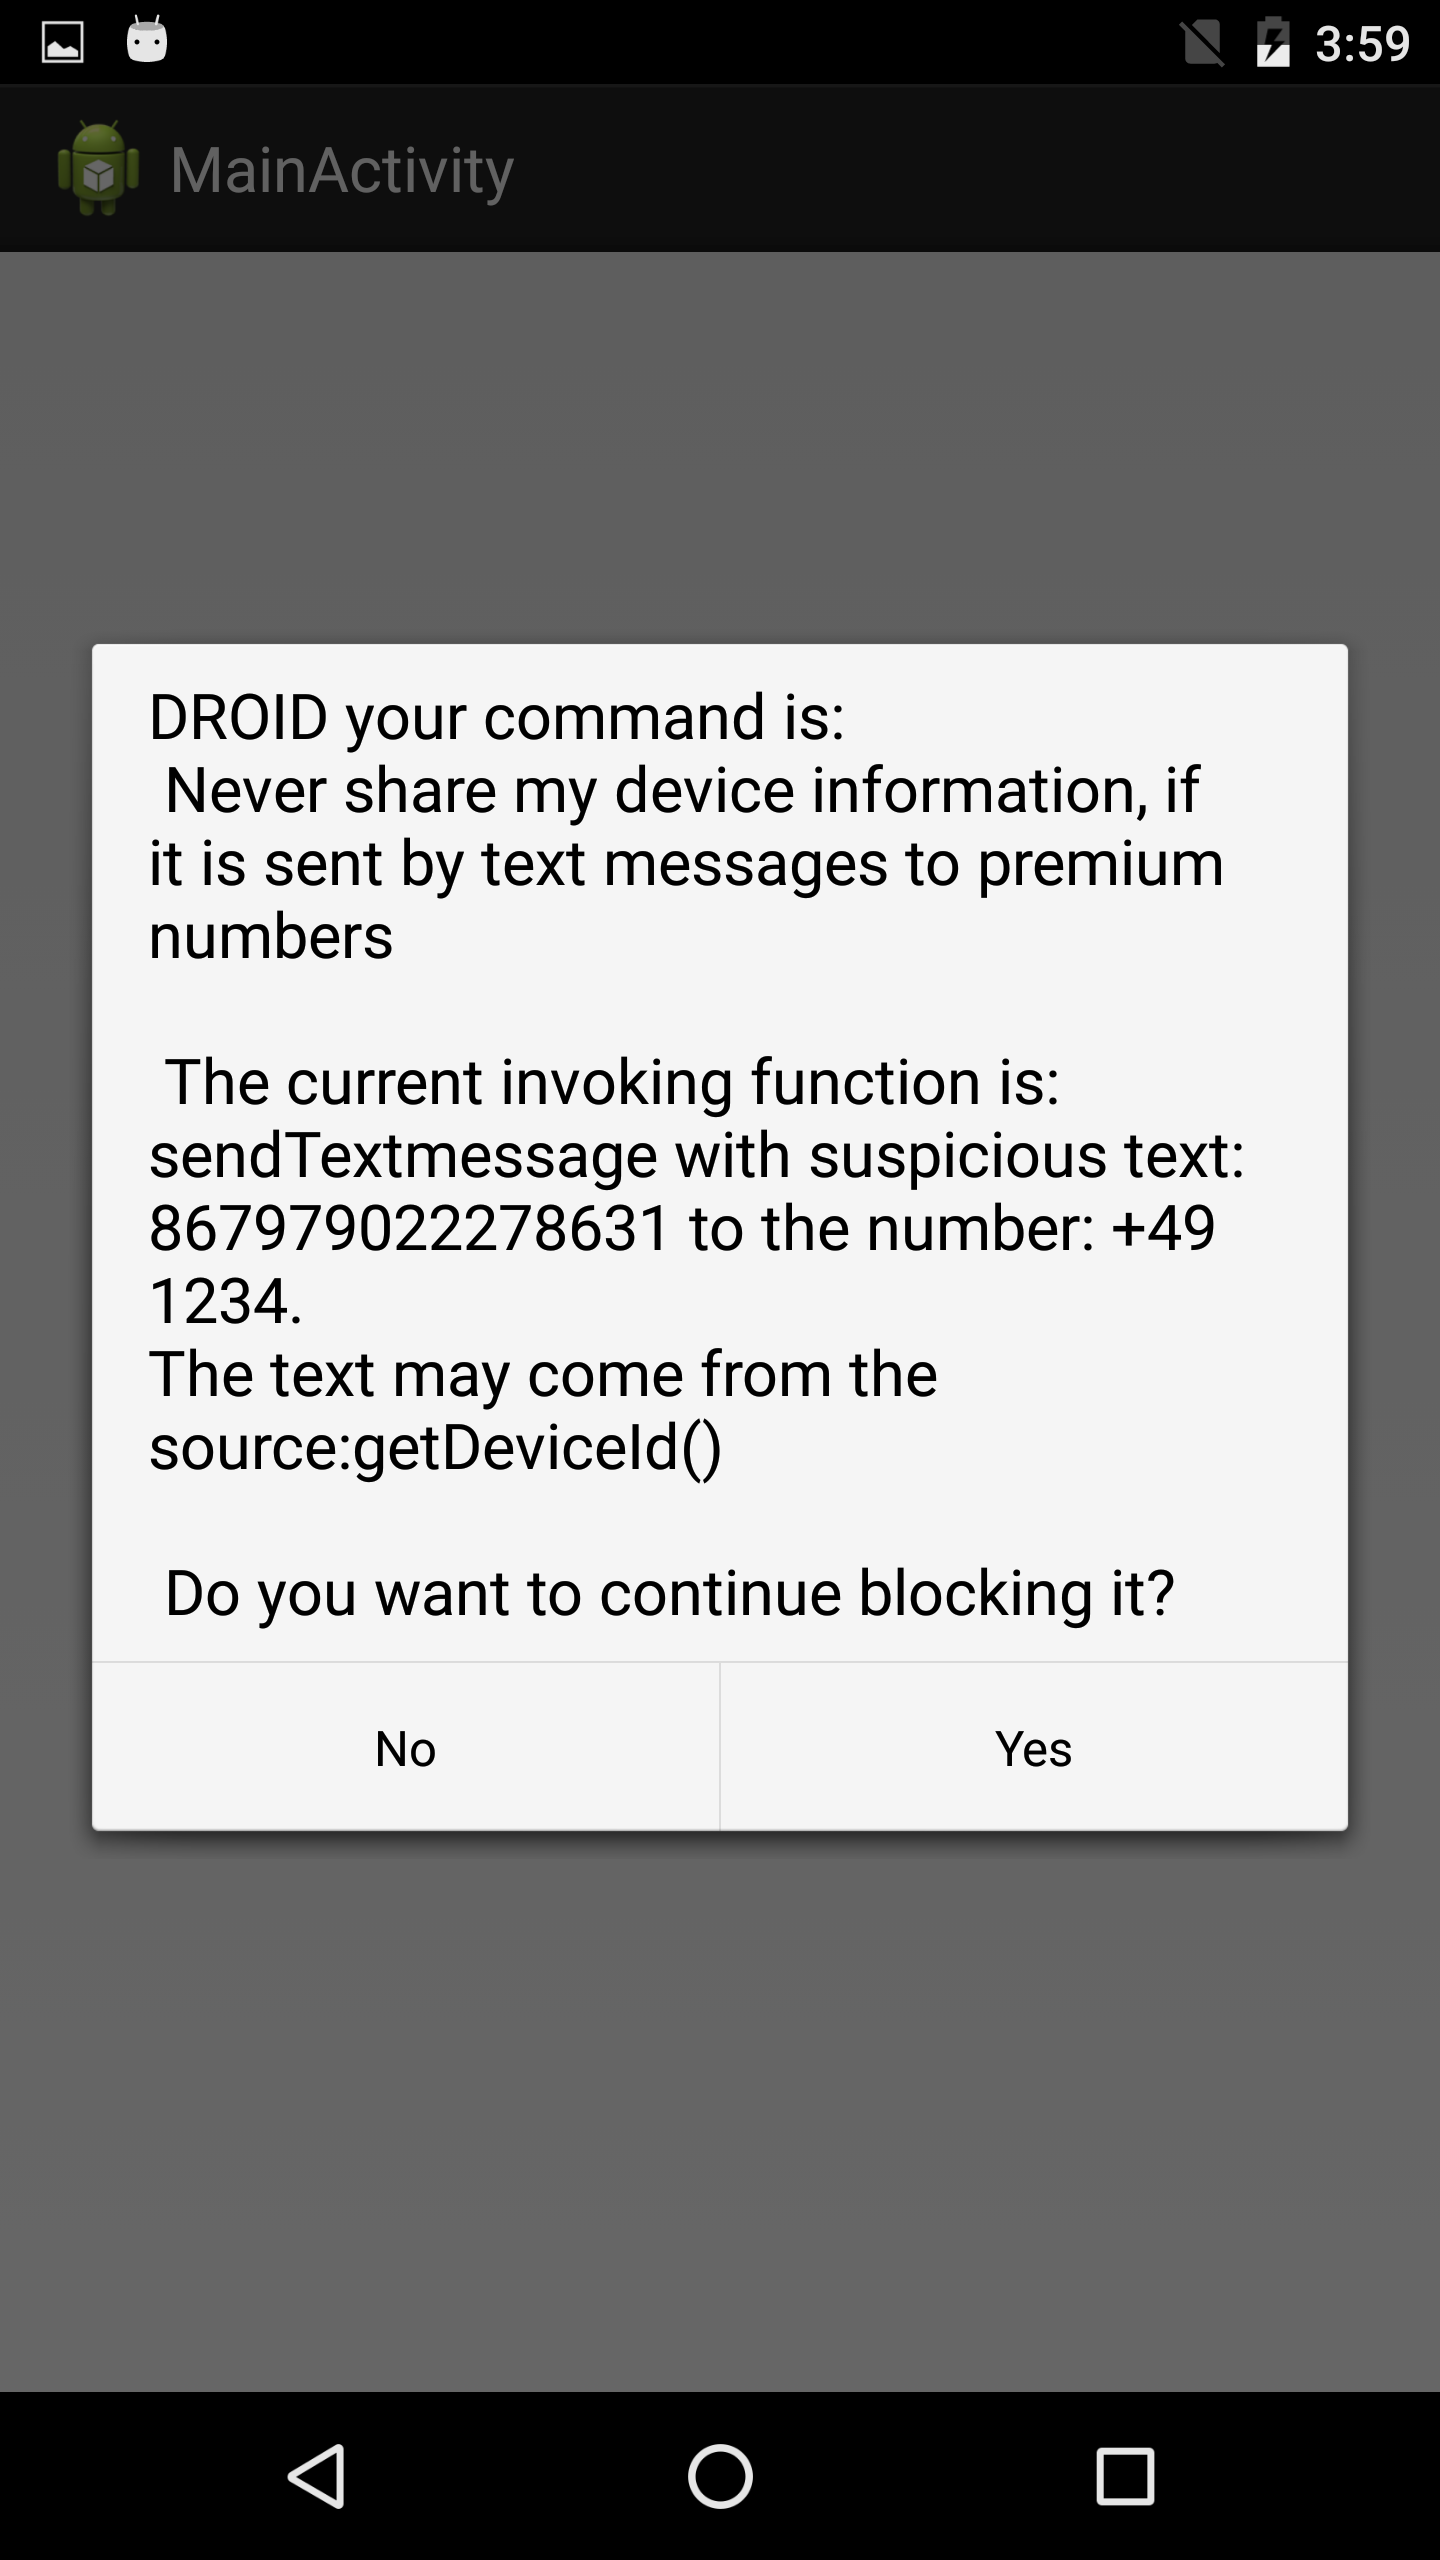 3:59
MainActivity
DROID your command is:
Never share my device information, if
it is sent by text messages to premium
numbers
The current invoking function is:
sendTextmessage with suspicious text:
867979022278631 to the number: +49
1234.
The text may come from the
source:getDeviceId()
Do you want to continue blocking it?
No
Yes